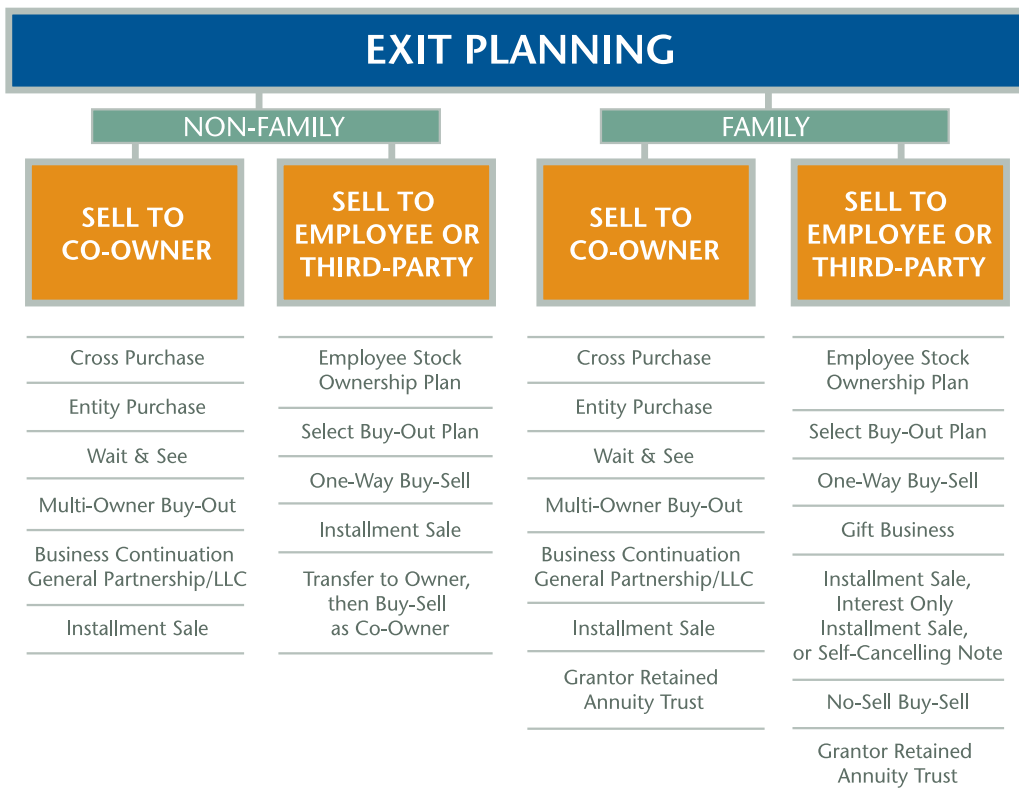 EXIT PLANNING
NON-FAMILY
FAMILY
SELL TO
CO-OWNER
SELL TO
EMPLOYEE OR
THIRD-PARTY
SELL TO
CO-OWNER
SELL TO
EMPLOYEE OR
THIRD-PARTY
Cross Purchase
Entity Purchase
Wait & See
Multi-Owner Buy-Out
Business Continuation
General Partnership/LLC
Installment Sale
Employee Stock
Ownership Plan
Select Buy-Out Plan
One-Way Buy-Sell
Installment Sale
Transfer to Owner,
then Buy-Sell
as Co-Owner
Cross Purchase
Entity Purchase
Wait & See
Multi-Owner Buy-Out
Business Continuation
General Partnership/LLC
Installment Sale
Grantor Retained
Annuity Trust
Employee Stock
Ownership Plan
Select Buy-Out Plan
One-Way Buy-Sell
Gift Business
Installment Sale,
Interest Only
Installment Sale,
or Self-Cancelling Note
No-Sell Buy-Sell
Grantor Retained
Annuity Trust